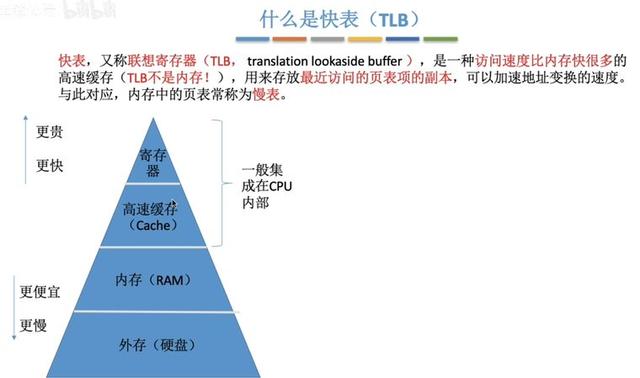 什么是快表（TLB）
快表，又称联想寄存器（TLB， translation lookaside buffer ），是一种访问速度比内存快很多的
高速缓存（TLB不是内存！），用来存放最近访问的页表项的副本，可以加速地址变换的速度。
与此对应，内存中的页表常称为慢表。
更贵
更快
寄存
器
高速缓存
（Cache）
一般集
成在CPU
内部
内存（RAM）
更便宜
更慢
外存（硬盘）